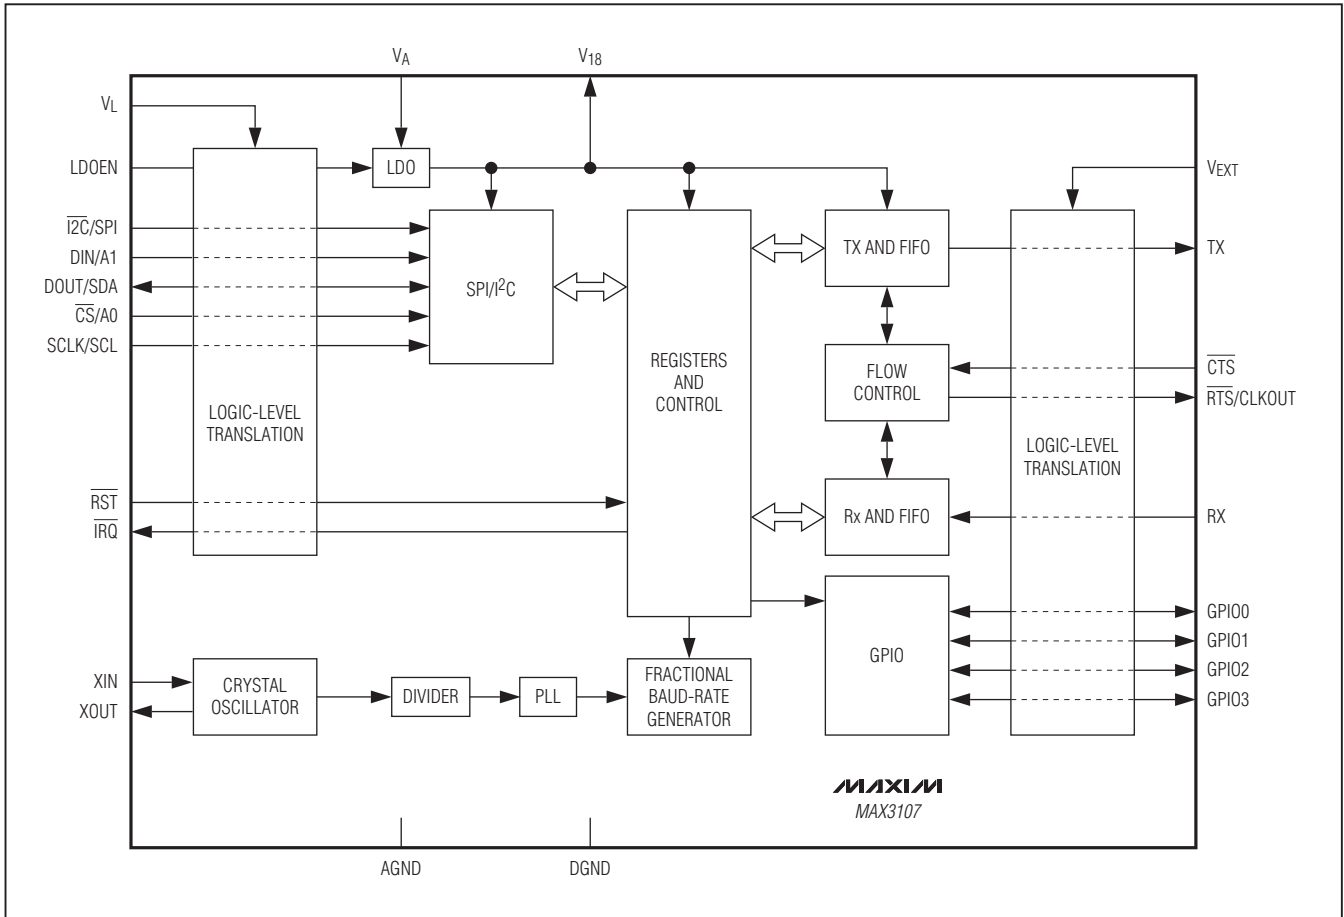 VA
V18
VL
LDOEN
LDO
VEXT
I2C/SPI
DIN/A1
DOUT/SDA
CS/A0
SCLK/SCL
SPI/I2C
TX AND FIFO
TX
REGISTERS
AND
CONTROL
FLOW
CONTROL
CTS
RTS/CLKOUT
LOGIC-LEVEL
TRANSLATION
LOGIC-LEVEL
TRANSLATION
RST
IRQ
Rx AND FIFO
RX
GPIO
GPIO0
GPIO1
GPIO2
GPIO3
XIN
XOUT
CRYSTAL
OSCILLATOR
DIVIDER
PLL
FRACTIONAL
BAUD-RATE
GENERATOR
MAXIM
MAX3107
AGND
DGND